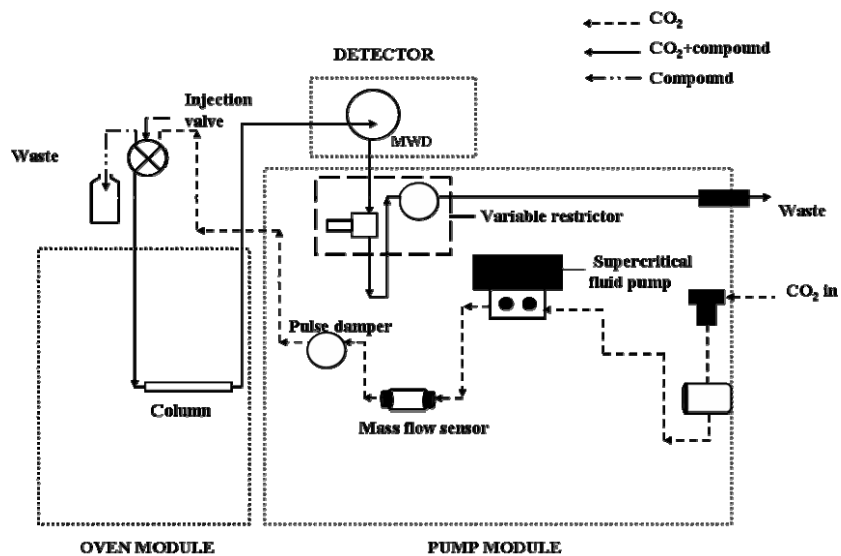 CO₂
CO₂+compound
Compound
DETECTOR
Injection
valve
MWD
Waste
Variable restrictor
Waste
Supercritical
fluid pump
CO₂ in
Pulse damper
Column
Mass flow sensor
OVEN MODULE
PUMP MODULE